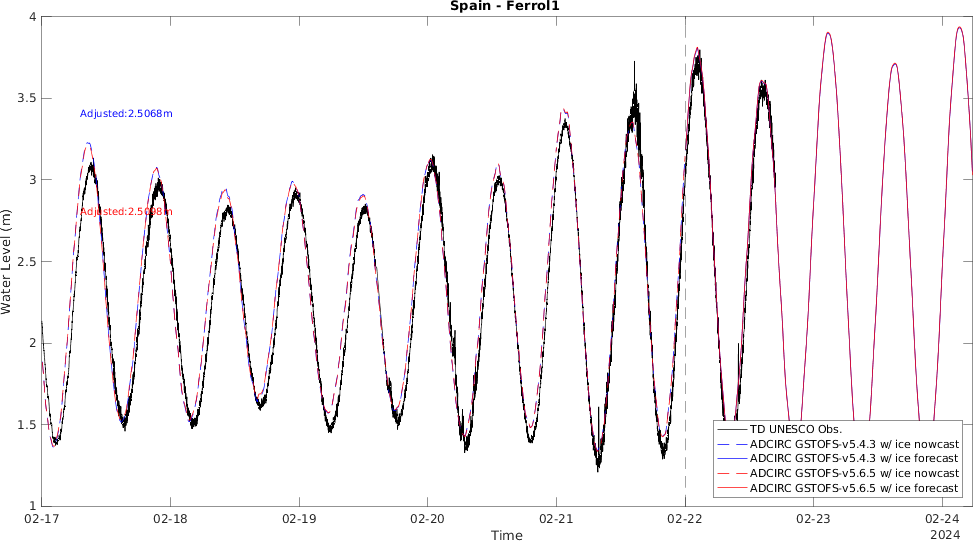 Spain - Ferrol1
4
3.5
3
2.5
2
1.5
1
Water Level (m)
Adjusted:2.5068m
Adjusted:2.5098m
TD UNESCO Obs.
ADCIRC GSTOFS-v5.4.3 w/ ice nowcast
ADCIRC GSTOFS-v5.4.3 w/ ice forecast
ADCIRC GSTOFS-v5.6.5 w/ ice nowcast
ADCIRC GSTOFS-v5.6.5 w/ ice forecast
02-17 02-18 02-19 02-20 02-21 02-22 02-23 02-24
Time
2024